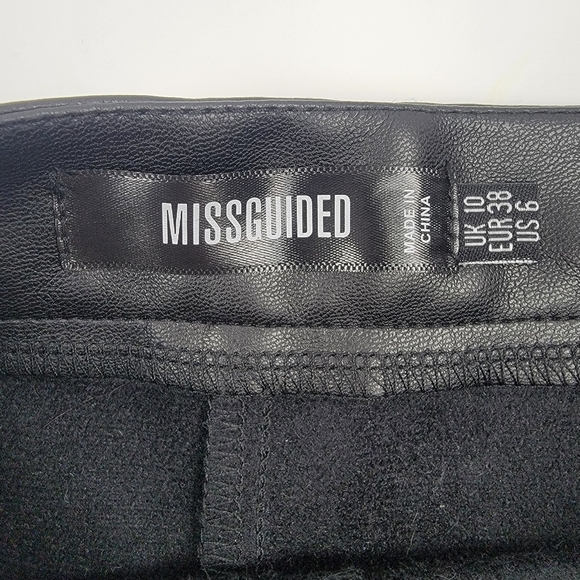 MISSGUIDED
MADE IN
CHINA
UK 10
EUR 38
US 6